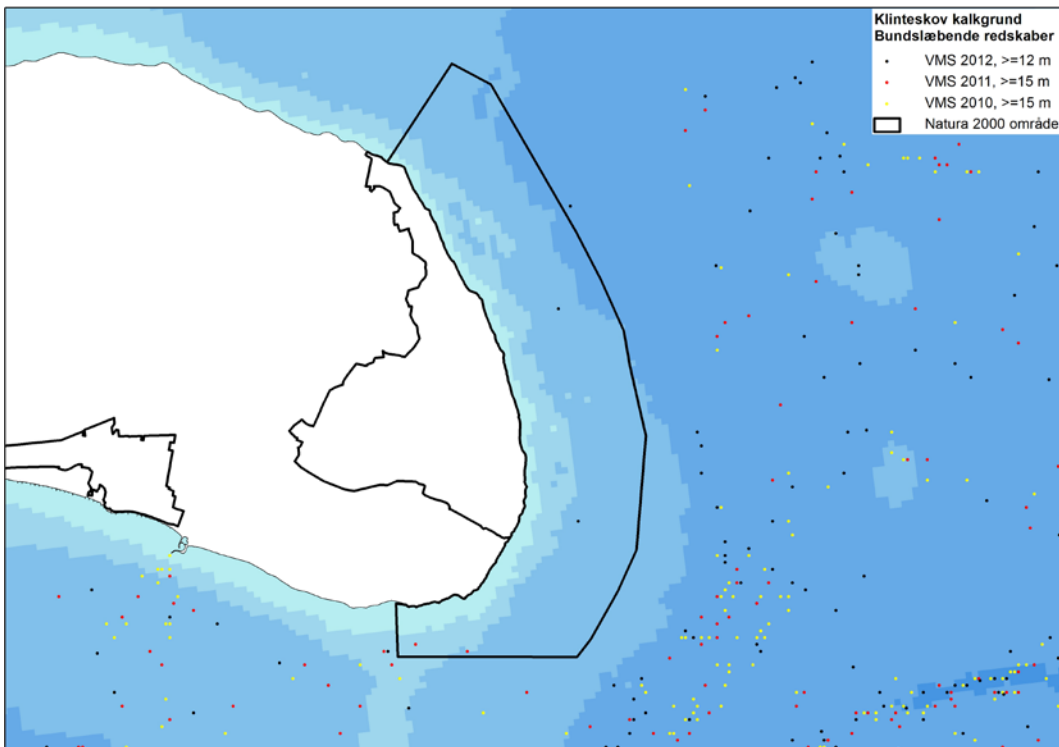 Klinteskov kalkgrund
Bundslæbende redskaber
VMS 2012, >=12 m
VMS 2011, >=15 m
VMS 2010, >=15 m
Natura 2000 område